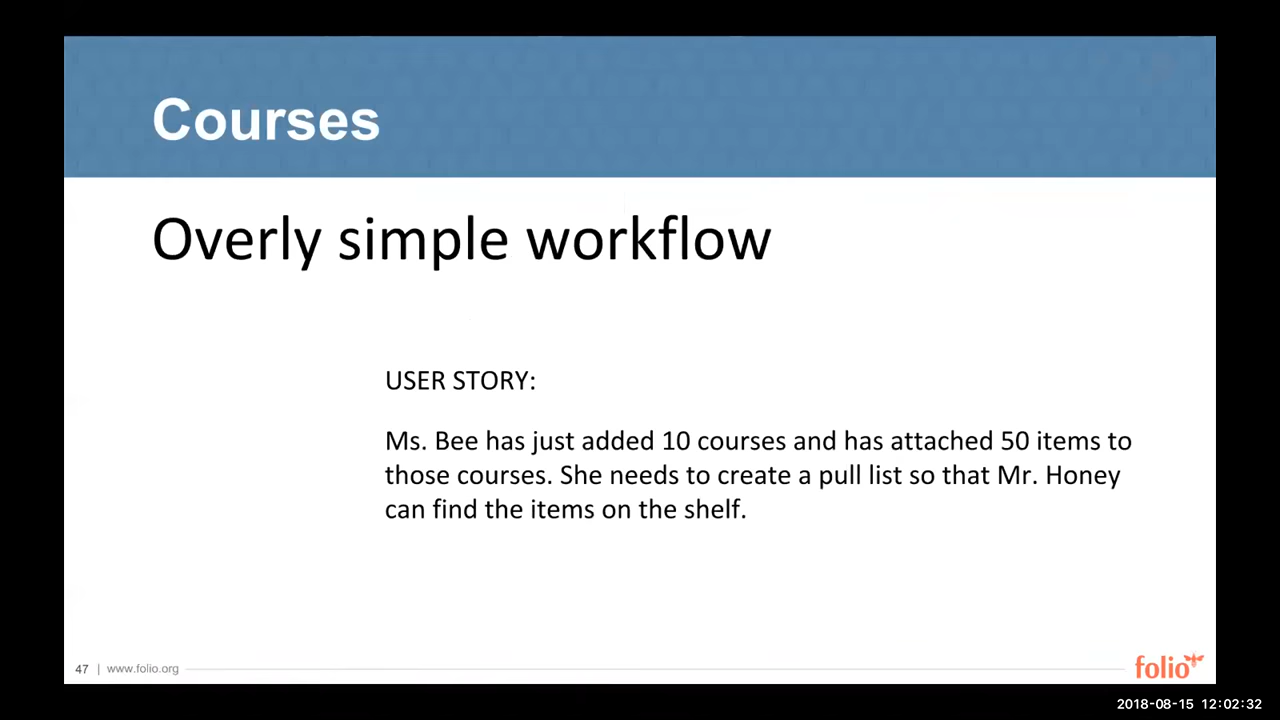 Courses
Overly simple workflow
USER STORY:
Ms. Bee has just added 10 courses and has attached 50 items to
those courses. She needs to create a pull list so that Mr. Honey
can find the items on the shelf.
47 | www.folio.org
folio
2018-08-15 12:02:32